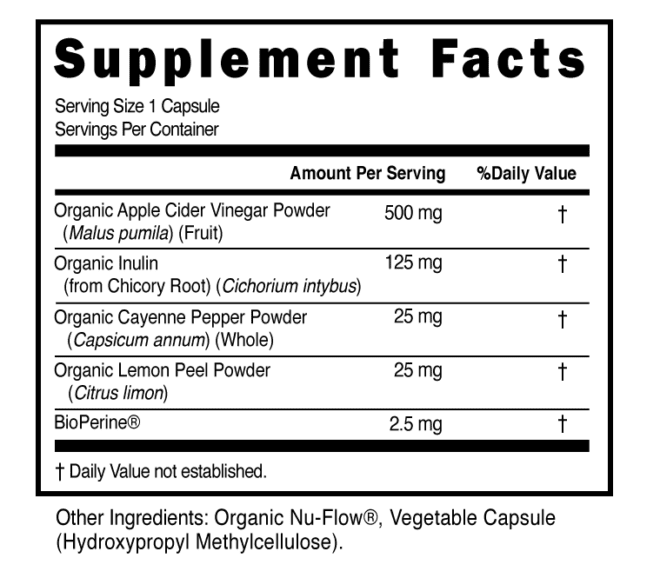 Supplement Facts
Serving Size 1 Capsule
Servings Per Container
Amount Per Serving %Daily Value
Organic Apple Cider Vinegar Powder 500 mg †
(Malus pumila) (Fruit)
Organic Inulin 125 mg †
(from Chicory Root) (Cichorium intybus)
Organic Cayenne Pepper Powder 25 mg †
(Capsicum annum) (Whole)
Organic Lemon Peel Powder 25 mg †
(Citrus limon)
BioPerine® 2.5 mg †
† Daily Value not established.
Other Ingredients: Organic Nu-Flow®, Vegetable Capsule
(Hydroxypropyl Methylcellulose).